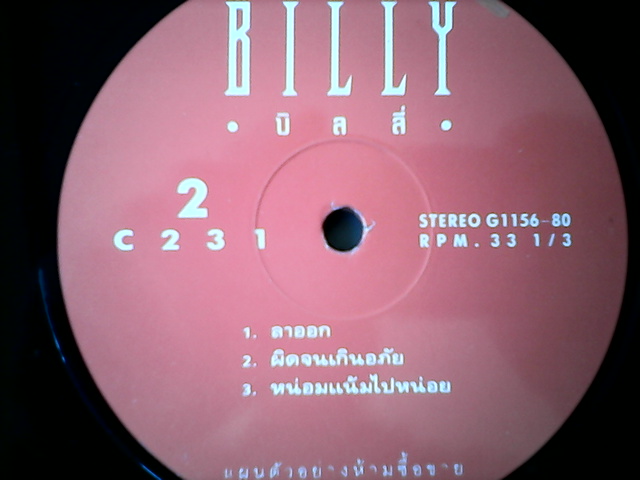 BILLY
• บิลลี่ •
2
C 2 3 1
STEREO G1156-80
RPM. 33 1/3
1. ลาออก
2. ผิดจนเกินอภัย
3. หน่อมแน้มไปหน่อย
แผ่นตัวอย่างห้ามซื้อขาย